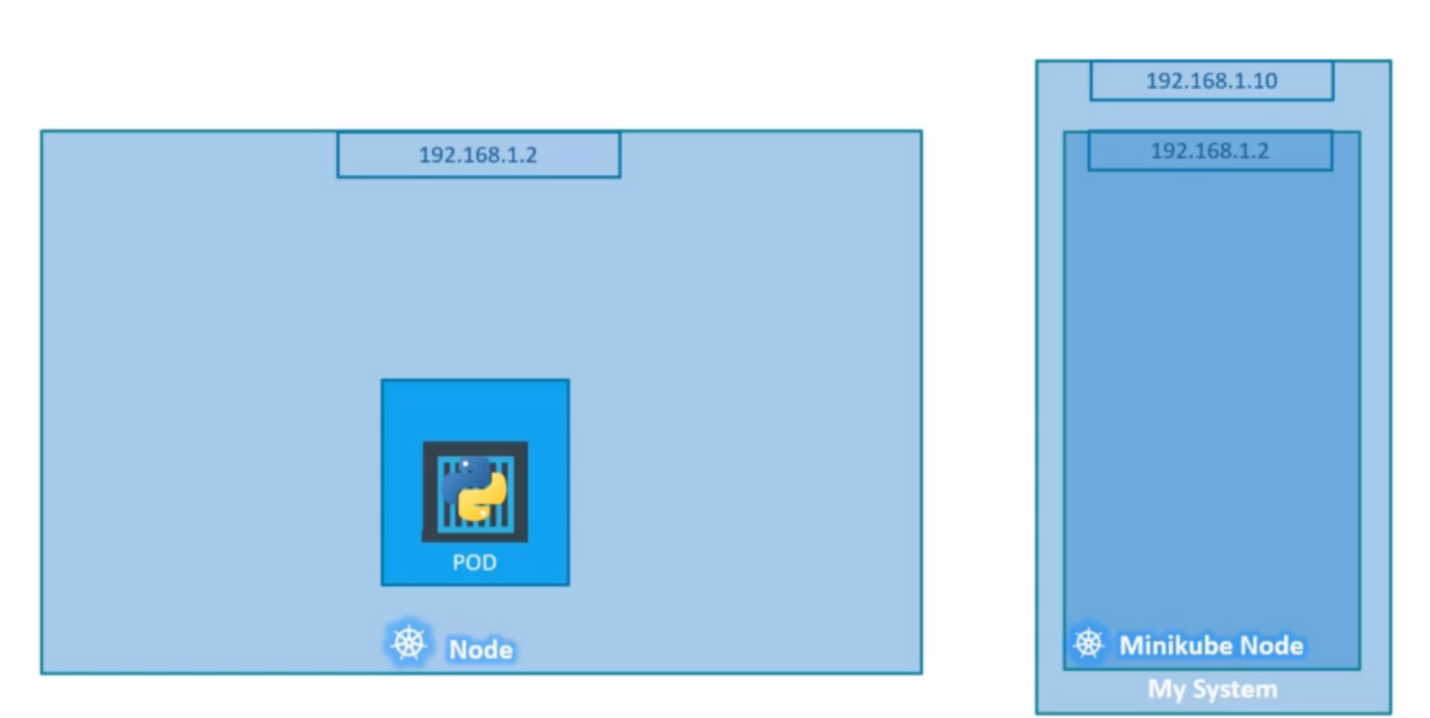 192.168.1.2
POD
Node
192.168.1.10
192.168.1.2
Minikube Node
My System